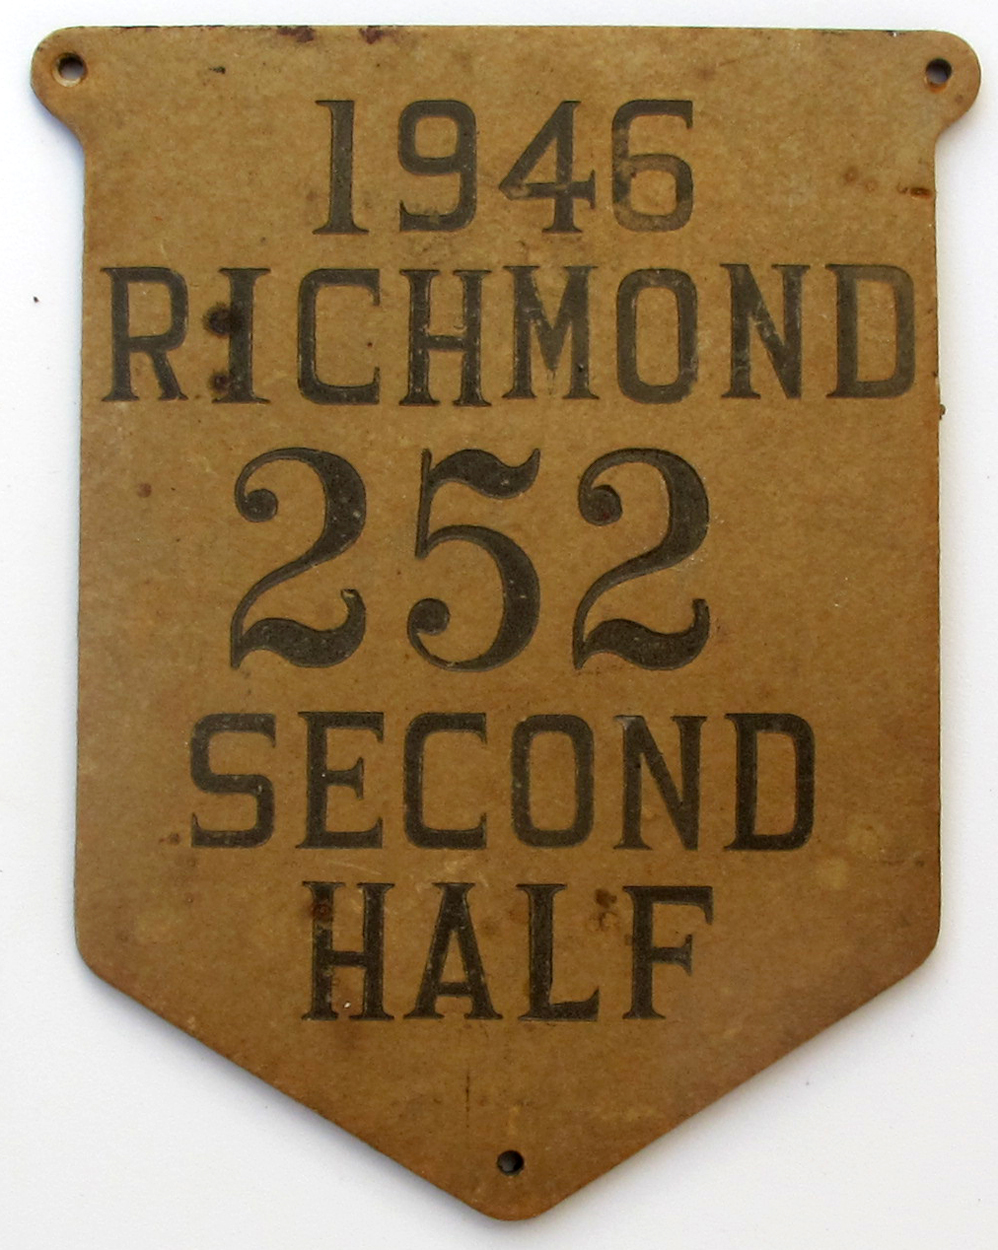 1946
RICHMOND
252
SECOND
HALF